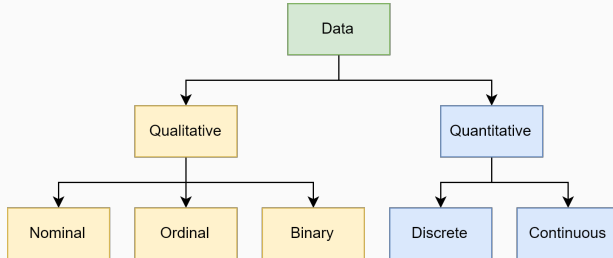 Data
Qualitative
Quantitative
Nominal
Ordinal
Binary
Discrete
Continuous